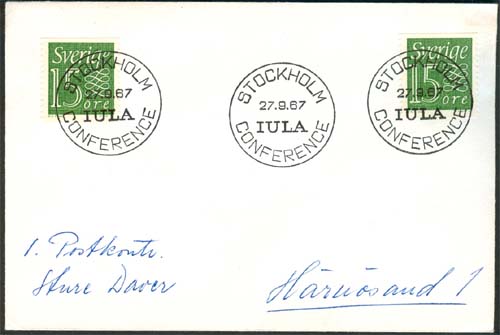 Sverige
15
öre
STOCKHOLM
27.9.67
IULA
CONFERENCE
STOCKHOLM
27.9.67
IULA
CONFERENCE
Sverige
15
öre
STOCKHOLM
27.9.67
IULA
CONFERENCE
1. Postkontr.
Sture Daver
Härnösand 1